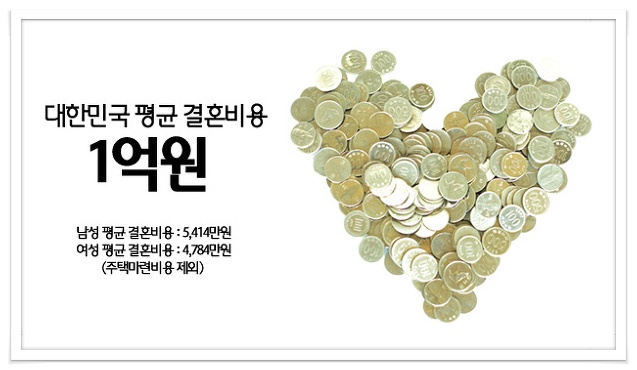 대한민국 평균 결혼비용
1억원
남성 평균 결혼비용 : 5,414만원
여성 평균 결혼비용 : 4,784만원
(주택마련비용 제외)